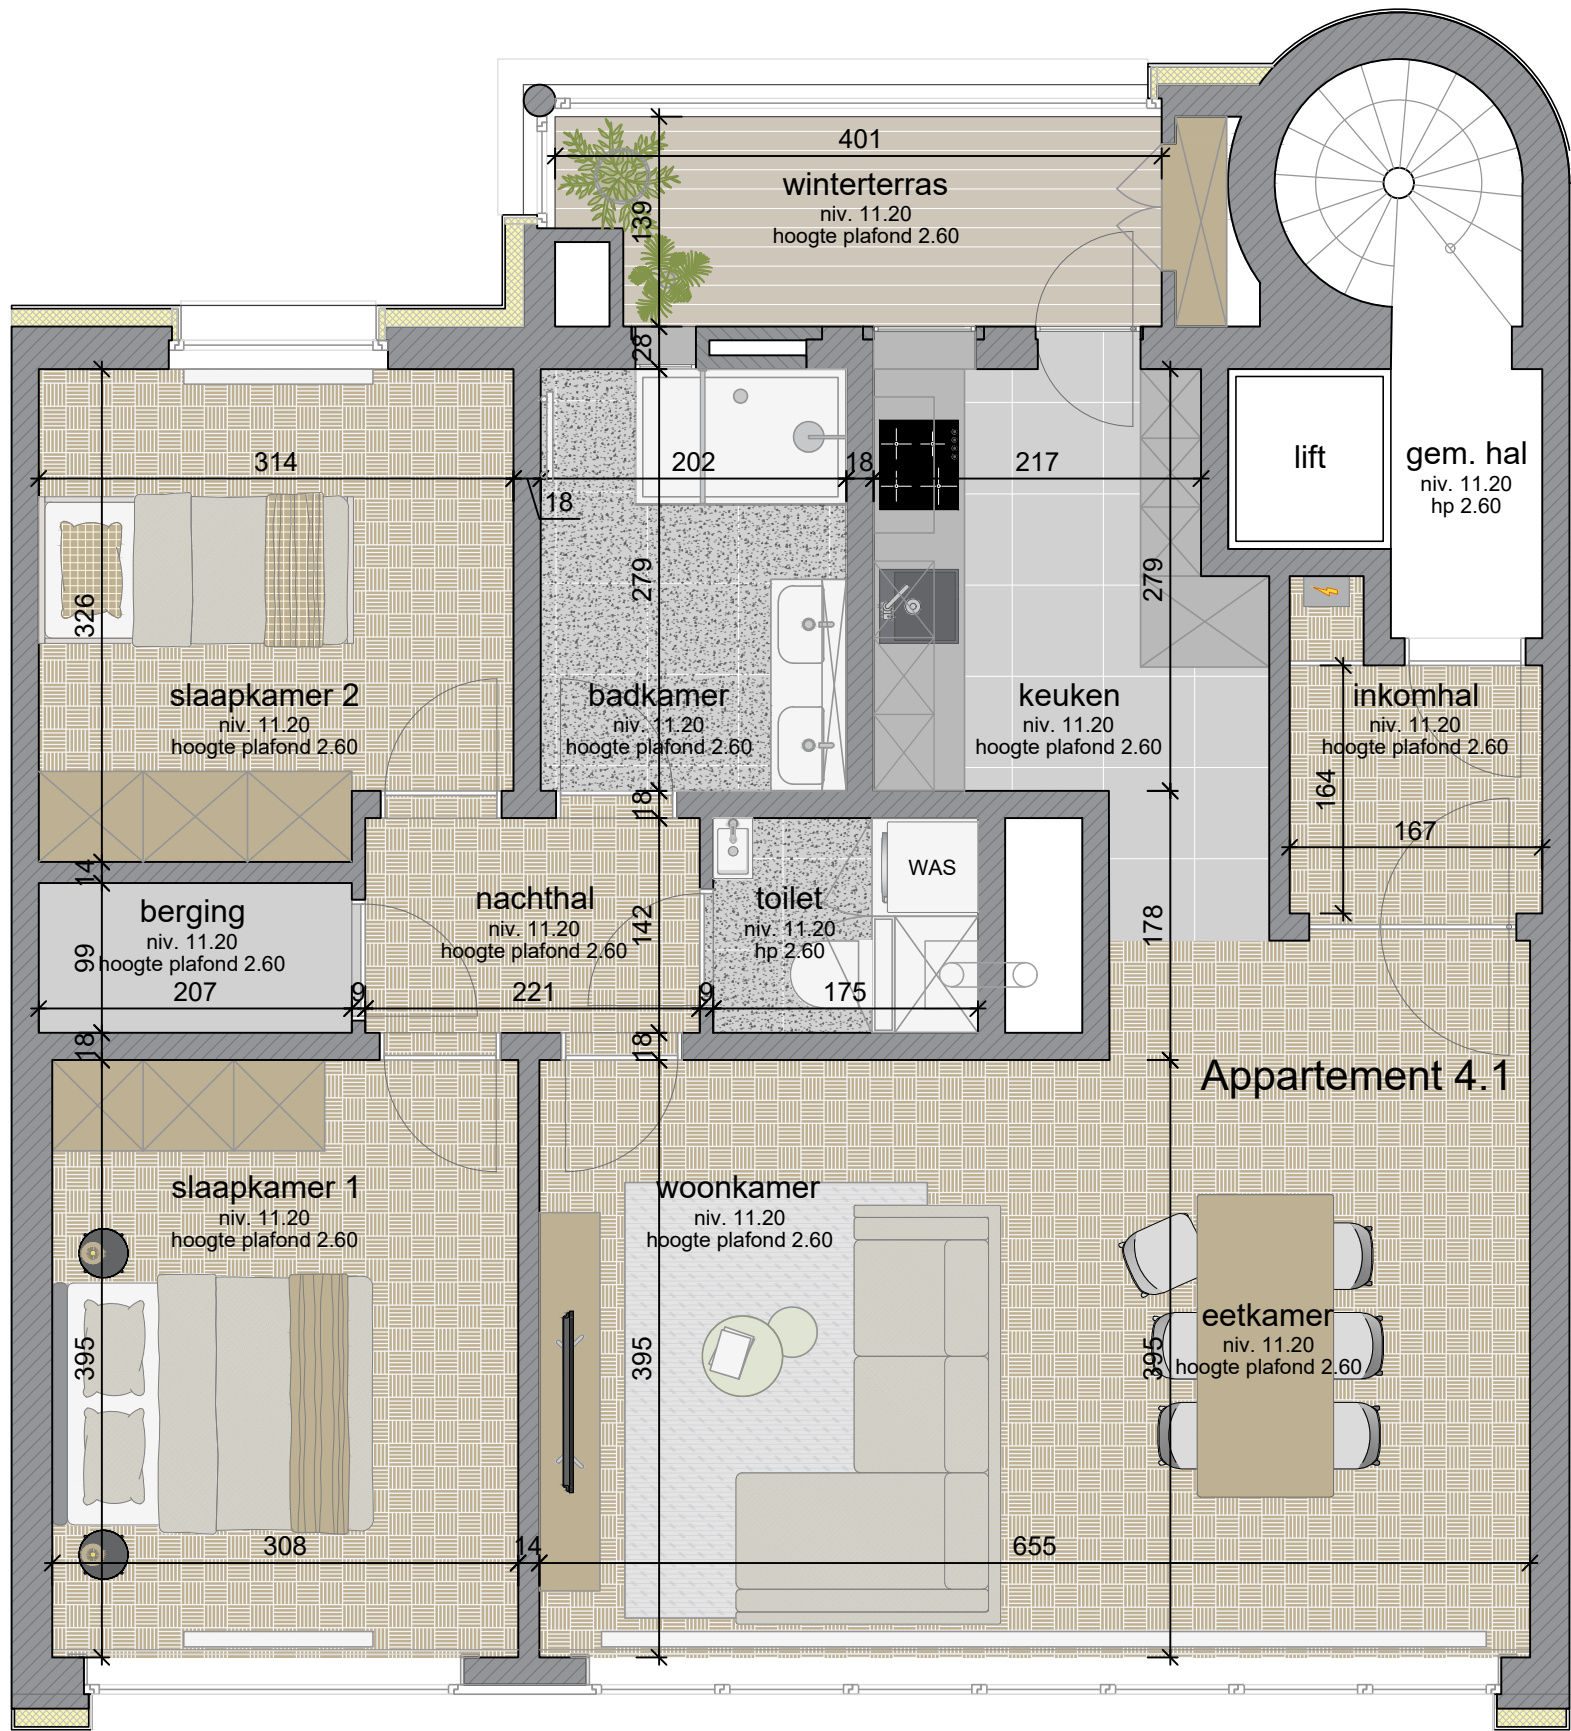 401
winterterras
niv. 11.20
hoogte plafond 2.60
139
28
314
18
202
18
217
lift
gem. hal
niv. 11.20
hp 2.60
326
279
279
slaapkamer 2
niv. 11.20
hoogte plafond 2.60
badkamer
niv. 11.20
hoogte plafond 2.60
keuken
niv. 11.20
hoogte plafond 2.60
inkomhal
niv. 11.20
hoogte plafond 2.60
164
167
18
14
berging
niv. 11.20
hoogte plafond 2.60
99
207
9
nachthal
niv. 11.20
hoogte plafond 2.60
142
221
9
toilet
niv. 11.20
hp 2.60
175
WAS
178
18
18
Appartement 4.1
slaapkamer 1
niv. 11.20
hoogte plafond 2.60
woonkamer
niv. 11.20
hoogte plafond 2.60
eetkamer
niv. 11.20
hoogte plafond 2.60
395
395
395
308
14
655